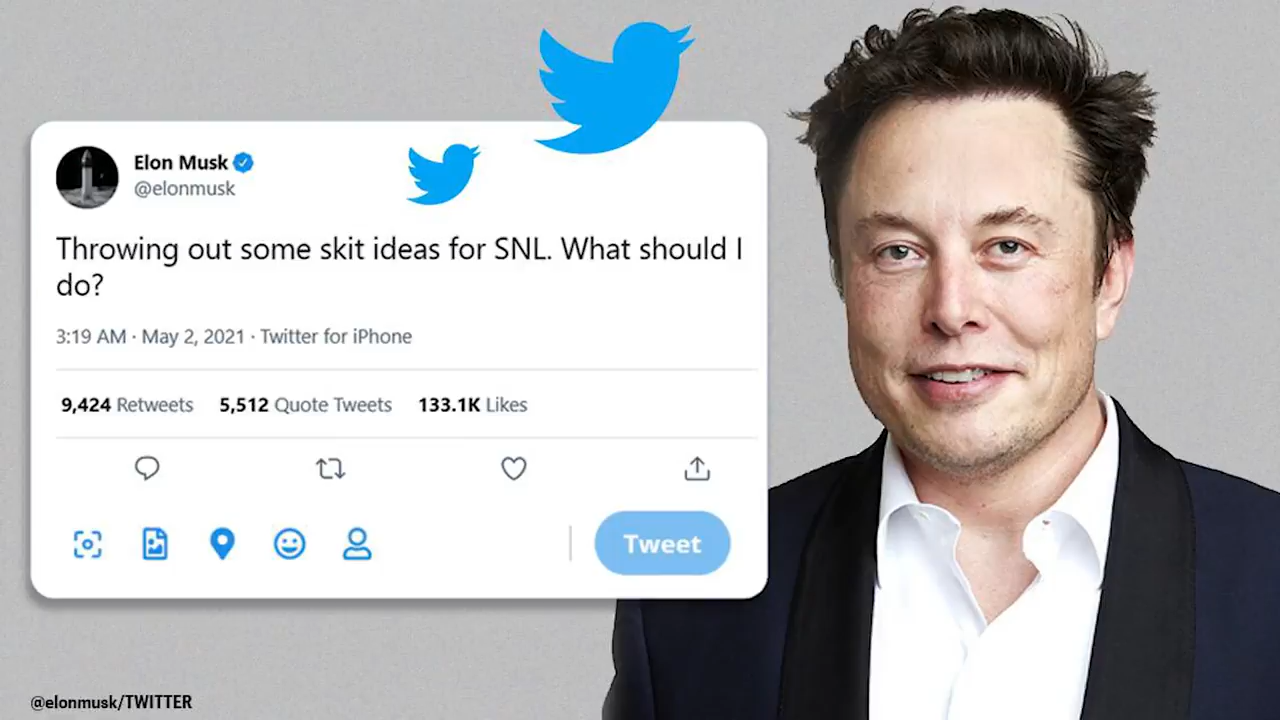 Elon Musk
@elonmusk
Throwing out some skit ideas for SNL. What should I
do?
3:19 AM · May 2, 2021 · Twitter for iPhone
9,424 Retweets 5,512 Quote Tweets 133.1K Likes
Tweet
@elonmusk/TWITTER